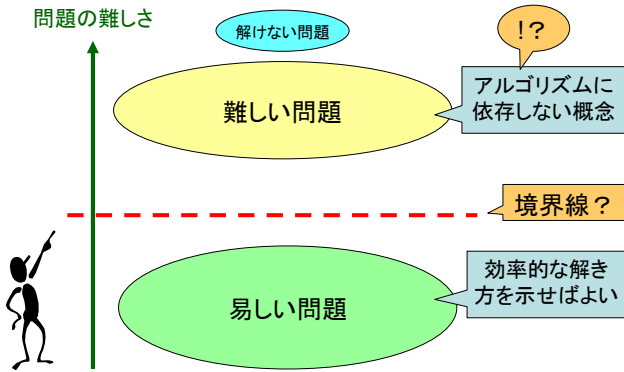 問題の難しさ
解けない問題
!?
難しい問題
アルゴリズムに
依存しない概念
境界線？
易しい問題
効率的な解き
方を示せばよい